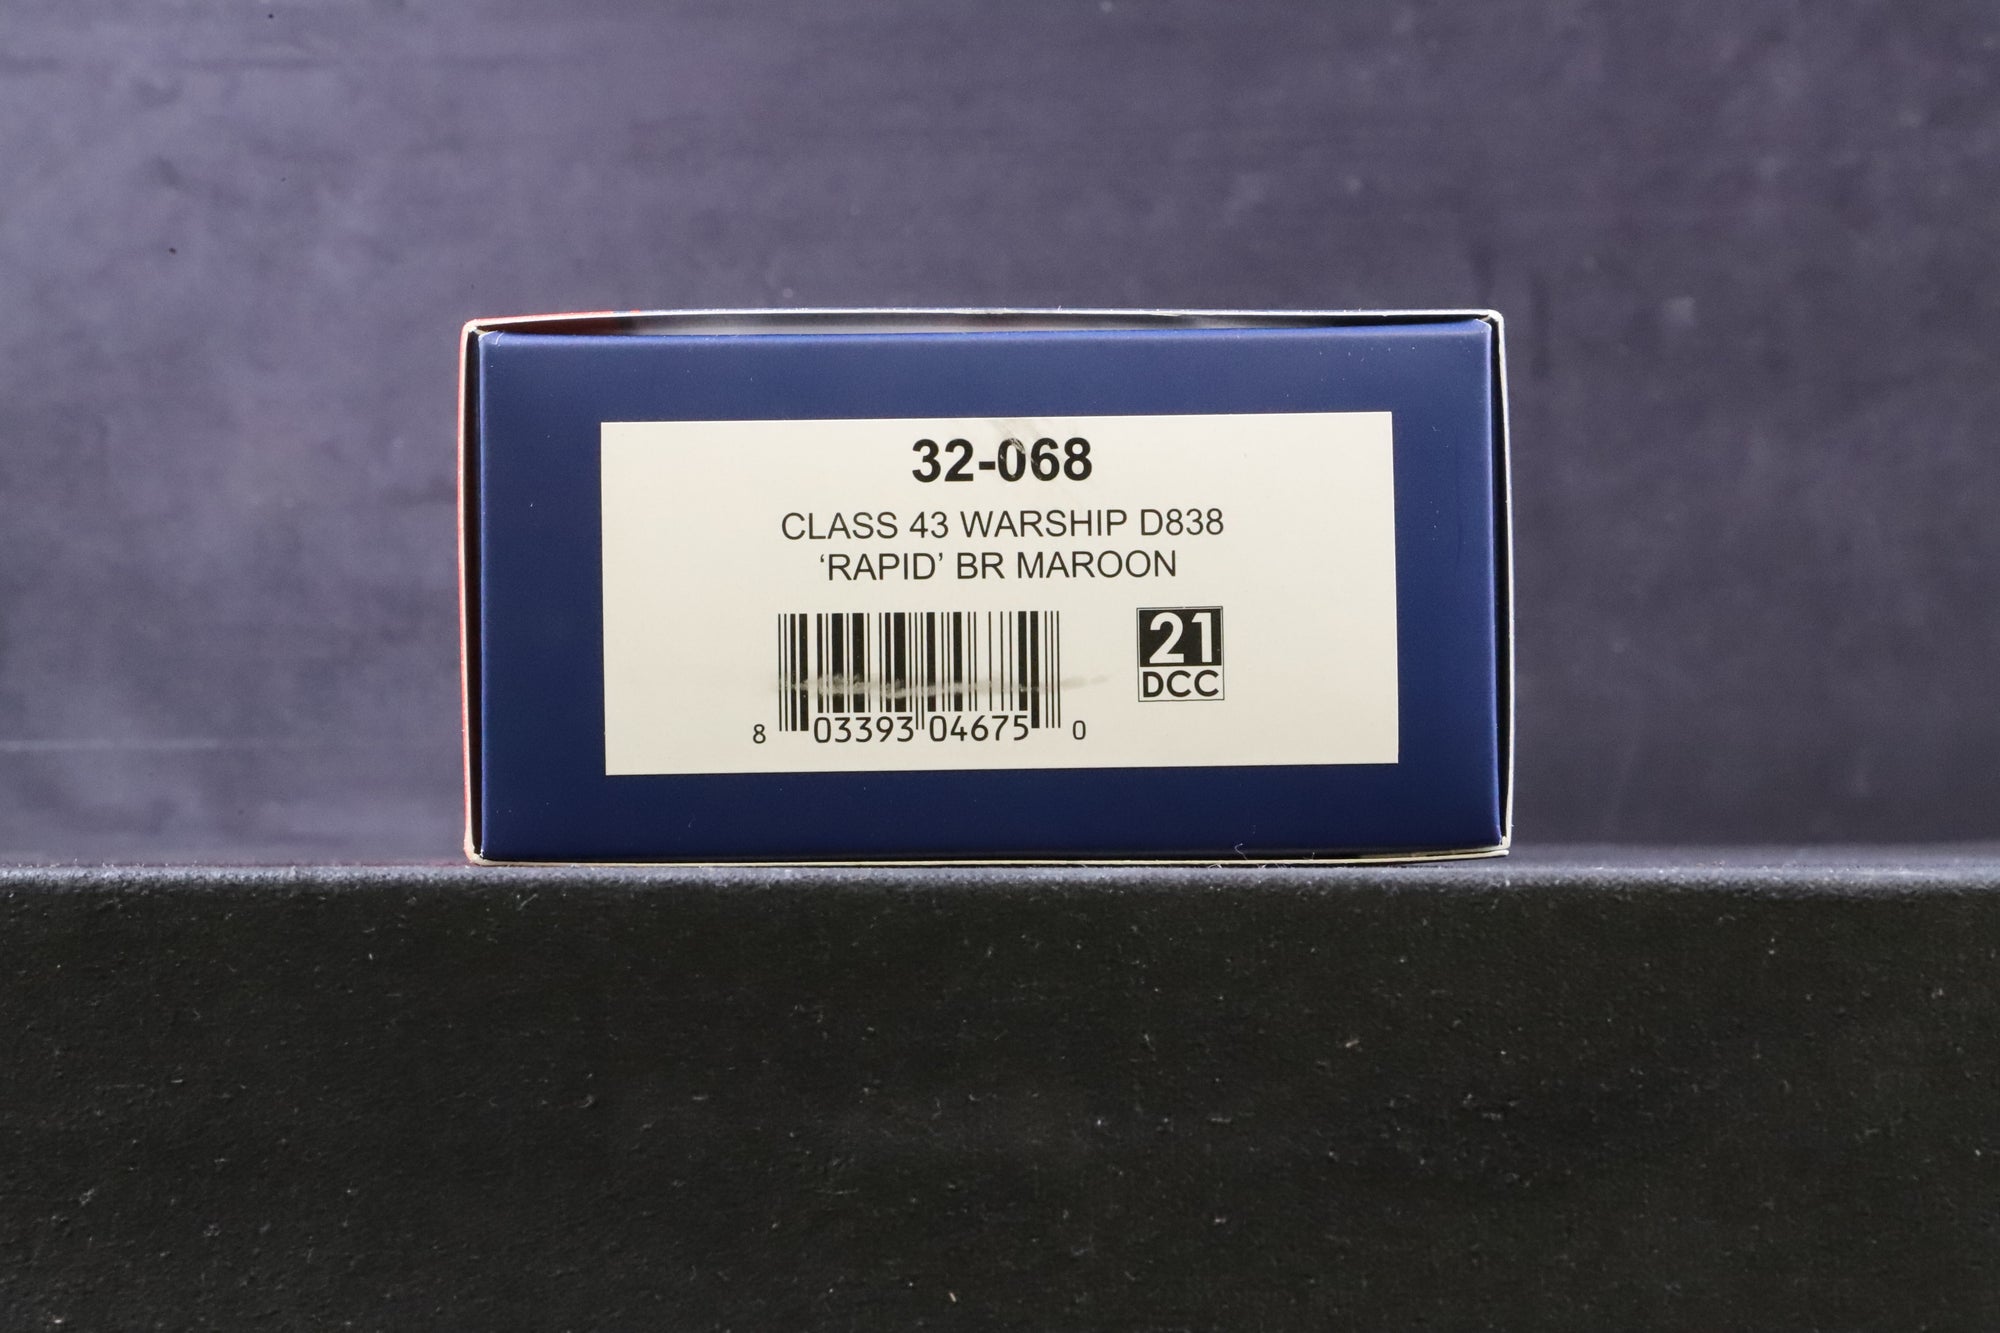 32-068
CLASS 43 WARSHIP D838
‘RAPID’ BR MAROON
21
DCC
8 03393 04675 0